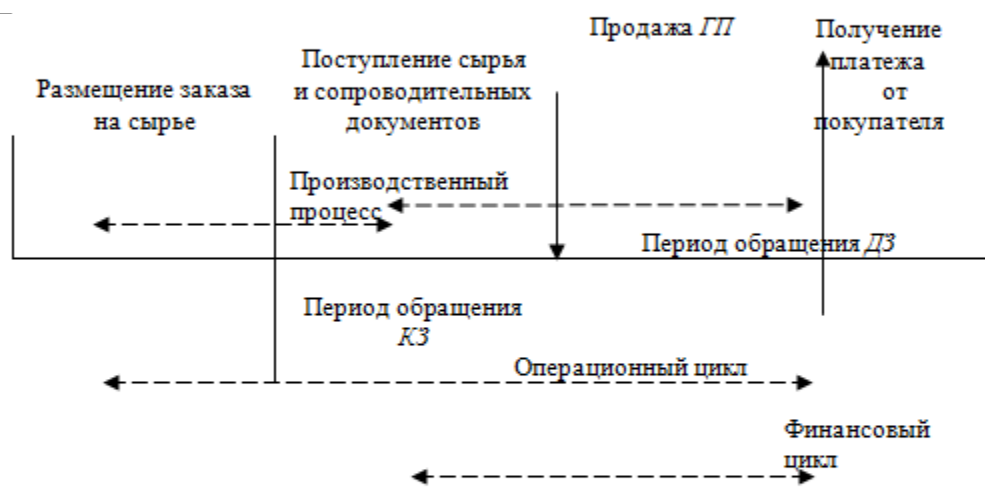 Размещение заказа
на сырье
Поступление сырья
и сопроводительных
документов
Продажа ГП
Получение
платежа
от
покупателя
Производственный
процесс
Период обращения ДЗ
Период обращения
КЗ
Операционный цикл
Финансовый
цикл